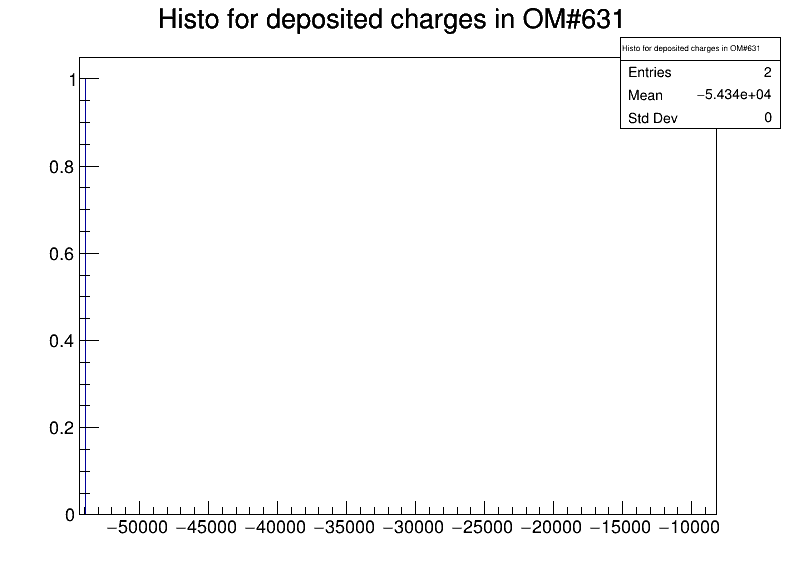 Histo for deposited charges in OM#631
Histo for deposited charges in OM#631
Entries 2
Mean −5.434e+04
Std Dev 0
1
0.8
0.6
0.4
0.2
0
−50000 −45000 −40000 −35000 −30000 −25000 −20000 −15000 −10000